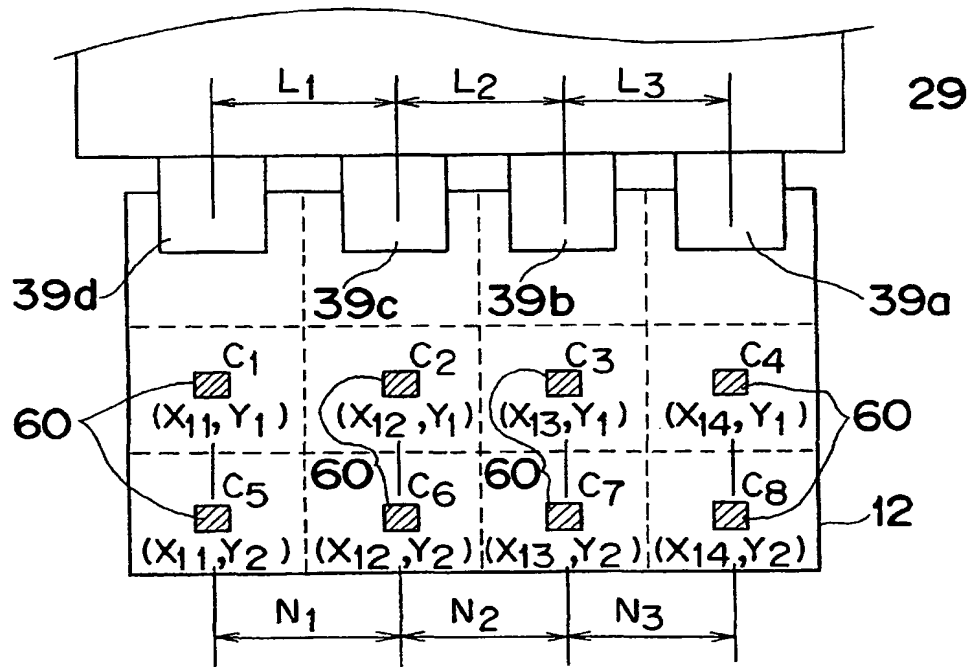 L1 L2 L3
29
39d 39c 39b 39a
C1 C2 C3 C4
60 (X11,Y1) (X12,Y1) (X13,Y1) (X14,Y1) 60
60 60
C5 C6 C7 C8
12
(X11,Y2) (X12,Y2) (X13,Y2) (X14,Y2)
N1 N2 N3